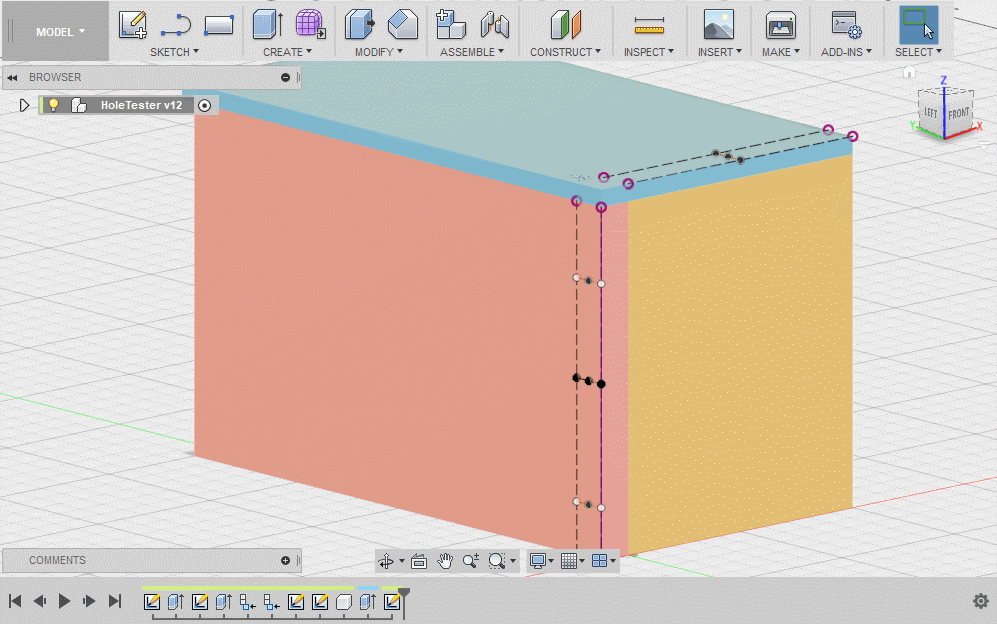 MODEL
SKETCH
CREATE
MODIFY
ASSEMBLE
CONSTRUCT
INSPECT
INSERT
MAKE
ADD-INS
SELECT
BROWSER
HoleTester v12
Z
LEFT
FRONT
Y
X
COMMENTS